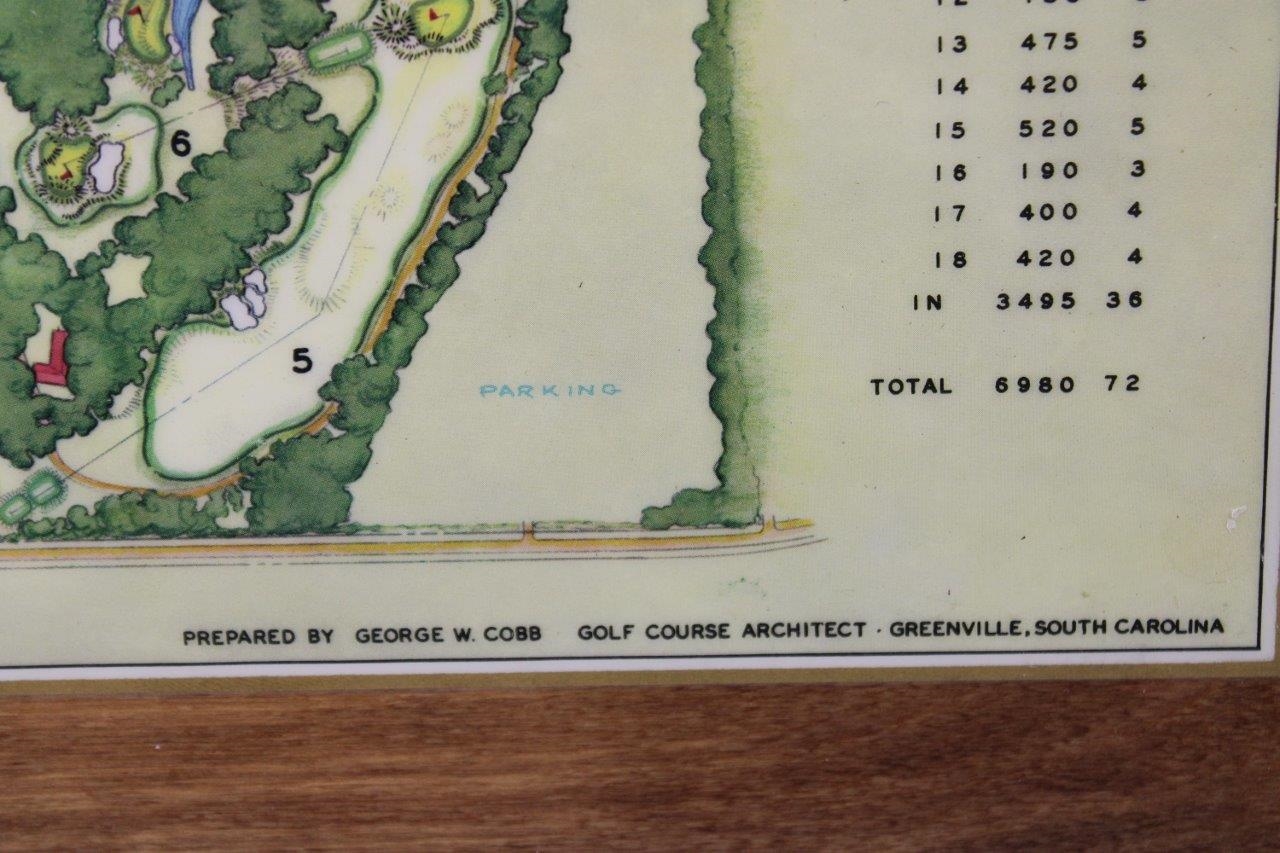 13 475 5
14 420 4
15 520 5
16 190 3
17 400 4
18 420 4
IN 3495 36
TOTAL 6980 72
6
5
PARKING
PREPARED BY GEORGE W. COBB GOLF COURSE ARCHITECT · GREENVILLE, SOUTH CAROLINA